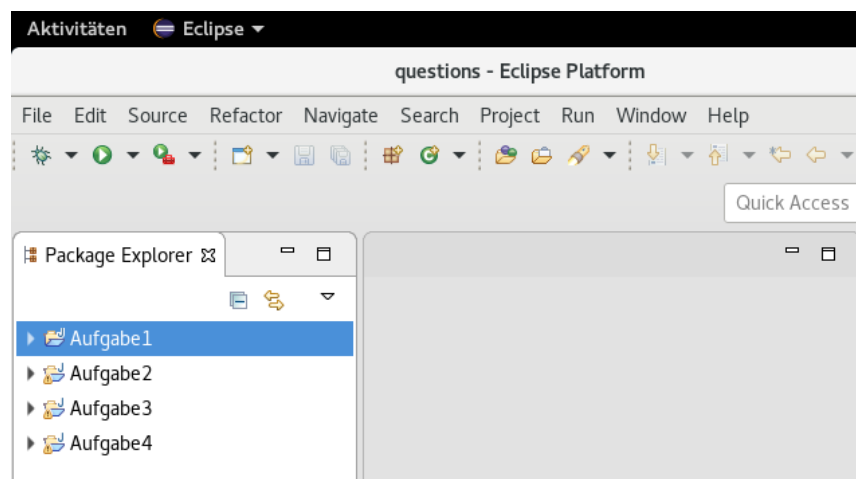 Aktivitäten Eclipse
questions - Eclipse Platform
File Edit Source Refactor Navigate Search Project Run Window Help
Quick Access
Package Explorer
Aufgabe1
Aufgabe2
Aufgabe3
Aufgabe4